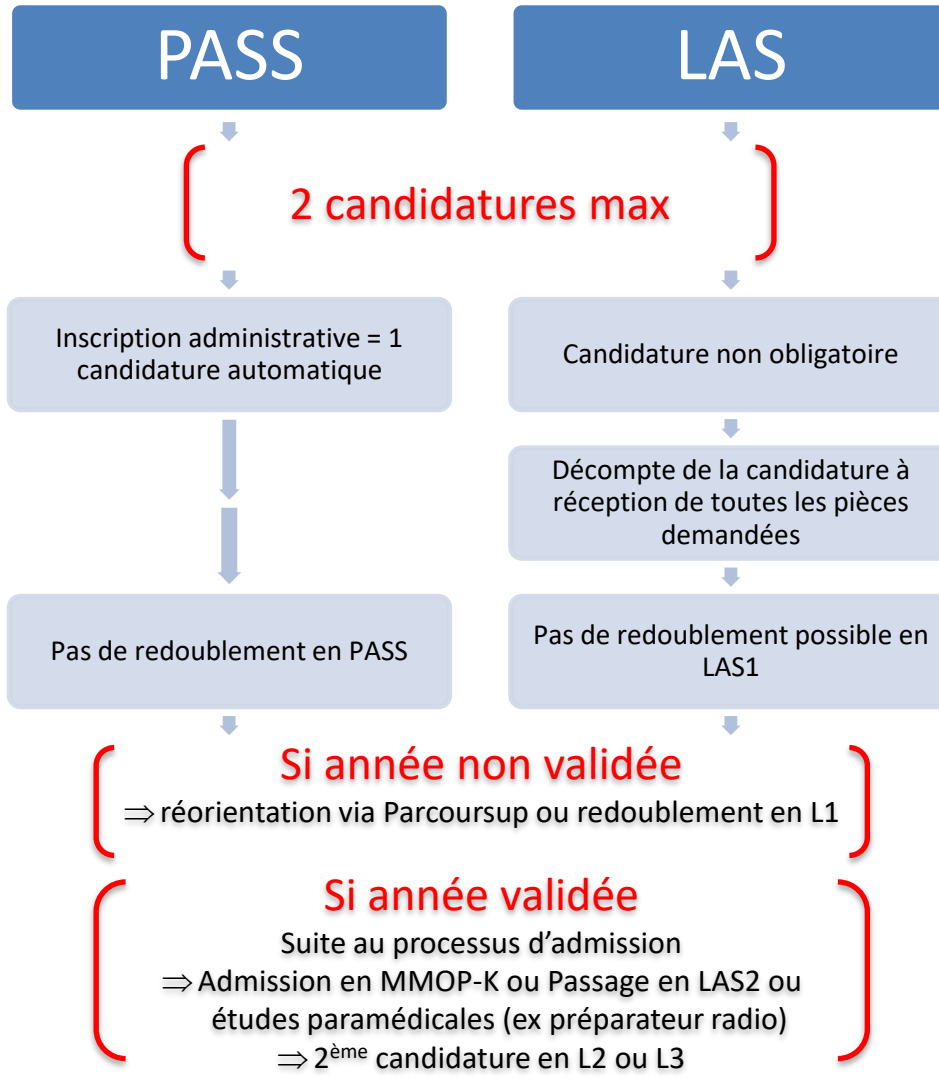 PASS
LAS
2 candidatures max
Inscription administrative = 1
candidature automatique
Candidature non obligatoire
Décompte de la candidature à
réception de toutes les pièces
demandées
Pas de redoublement en PASS
Pas de redoublement possible en
LAS1
Si année non validée
⇒ réorientation via Parcoursup ou redoublement en L1
Si année validée
Suite au processus d’admission
⇒ Admission en MMOP-K ou Passage en LAS2 ou
études paramédicales (ex préparateur radio)
⇒ 2ème candidature en L2 ou L3